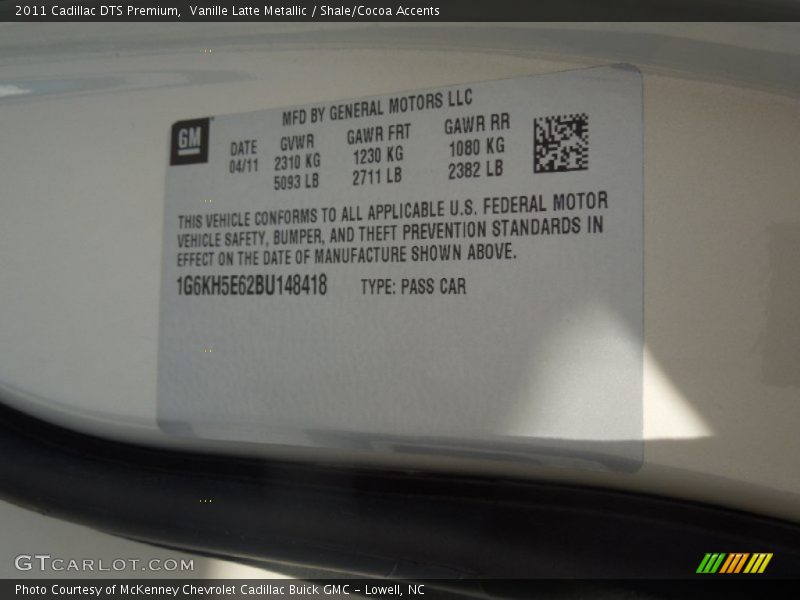 2011 Cadillac DTS Premium, Vanille Latte Metallic / Shale/Cocoa Accents
MFD BY GENERAL MOTORS LLC
GM
DATE GVWR GAWR FRT GAWR RR
04/11 2310 KG 1230 KG 1080 KG
5093 LB 2711 LB 2382 LB
THIS VEHICLE CONFORMS TO ALL APPLICABLE U.S. FEDERAL MOTOR
VEHICLE SAFETY, BUMPER, AND THEFT PREVENTION STANDARDS IN
EFFECT ON THE DATE OF MANUFACTURE SHOWN ABOVE.
1G6KH5E62BU148418 TYPE: PASS CAR
GTCARLOT.COM
Photo Courtesy of McKenney Chevrolet Cadillac Buick GMC - Lowell, NC